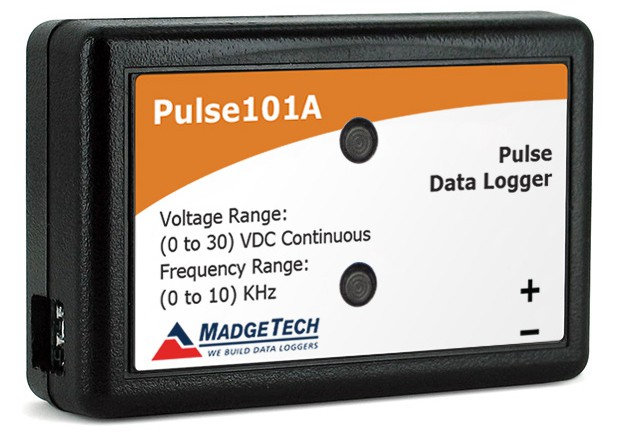 Pulse101A
Pulse
Data Logger
Voltage Range:
(0 to 30) VDC Continuous
Frequency Range:
(0 to 10) KHz
+
−
MADGETECH
WE BUILD DATA LOGGERS